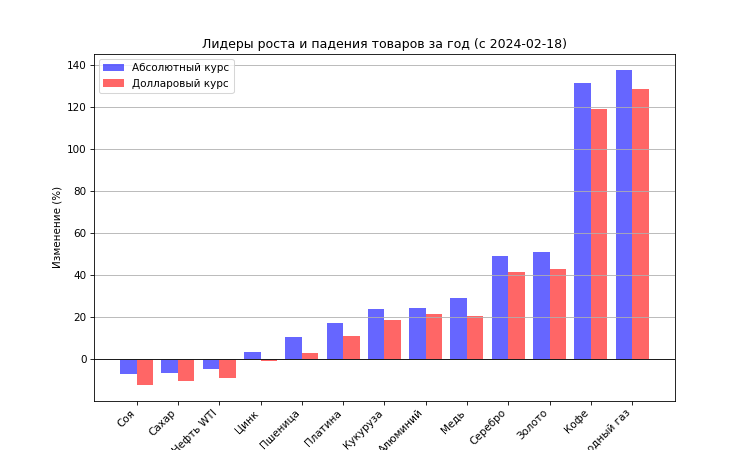 Лидеры роста и падения товаров за год (с 2024-02-18)
Абсолютный курс
Долларовый курс
Изменение (%)
140
120
100
80
60
40
20
0
Соя
Сахар
Нефть WTI
Цинк
Пшеница
Платина
Кукуруза
Алюминий
Медь
Серебро
Золото
Кофе
газ